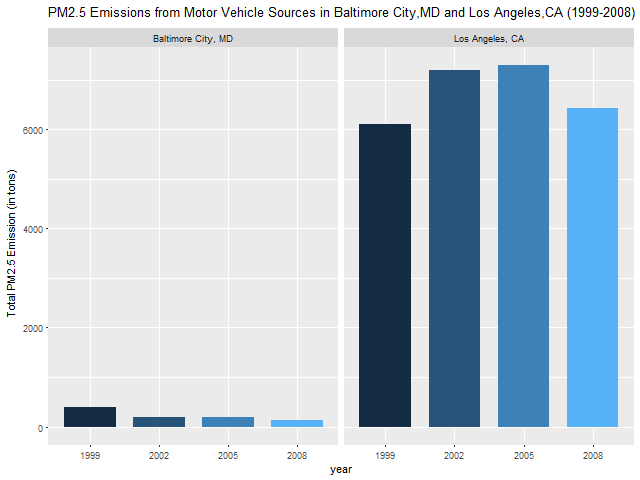 PM2.5 Emissions from Motor Vehicle Sources in Baltimore City,MD and Los Angeles,CA (1999-2008)
Baltimore City, MD
Los Angeles, CA
Total PM2.5 Emission (in tons)
6000
4000
2000
0
1999 2002 2005 2008
1999 2002 2005 2008
year